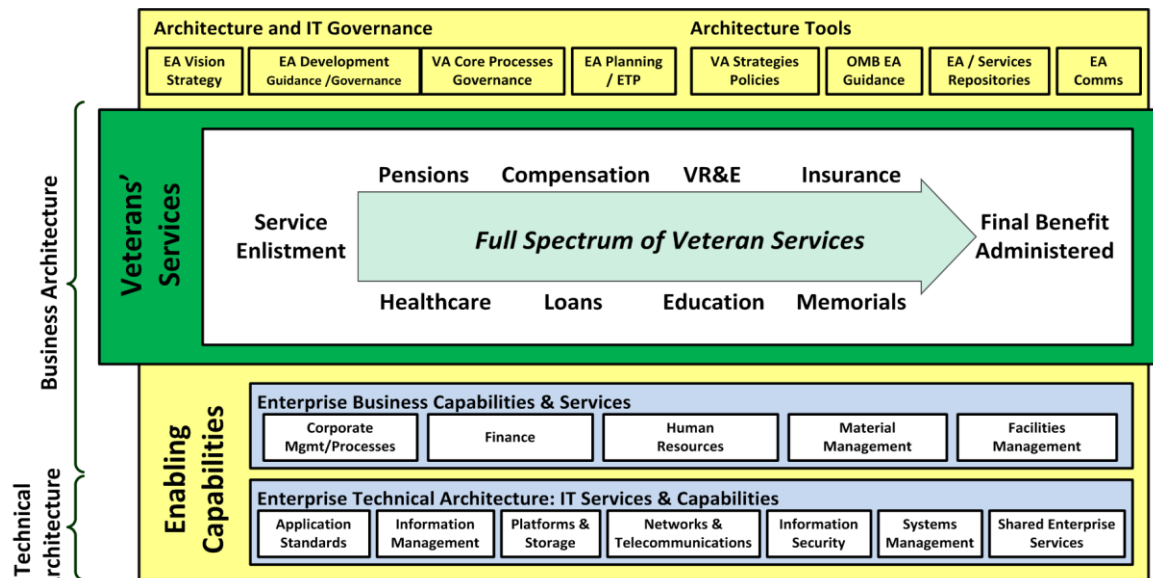 Architecture and IT Governance
Architecture Tools
EA Vision
Strategy
EA Development
Guidance /Governance
VA Core Processes
Governance
EA Planning
/ ETP
VA Strategies
Policies
OMB EA
Guidance
EA / Services
Repositories
EA
Comms
Business Architecture
Veterans'
Services
Pensions
Compensation
VR&E
Insurance
Service
Enlistment
Full Spectrum of Veteran Services
Final Benefit
Administered
Healthcare
Loans
Education
Memorials
Enabling
Capabilities
Enterprise Business Capabilities & Services
Corporate
Mgmt/Processes
Finance
Human
Resources
Material
Management
Facilities
Management
Technical
Architecture
Enterprise Technical Architecture: IT Services & Capabilities
Application
Standards
Information
Management
Platforms &
Storage
Networks &
Telecommunications
Information
Security
Systems
Management
Shared Enterprise
Services